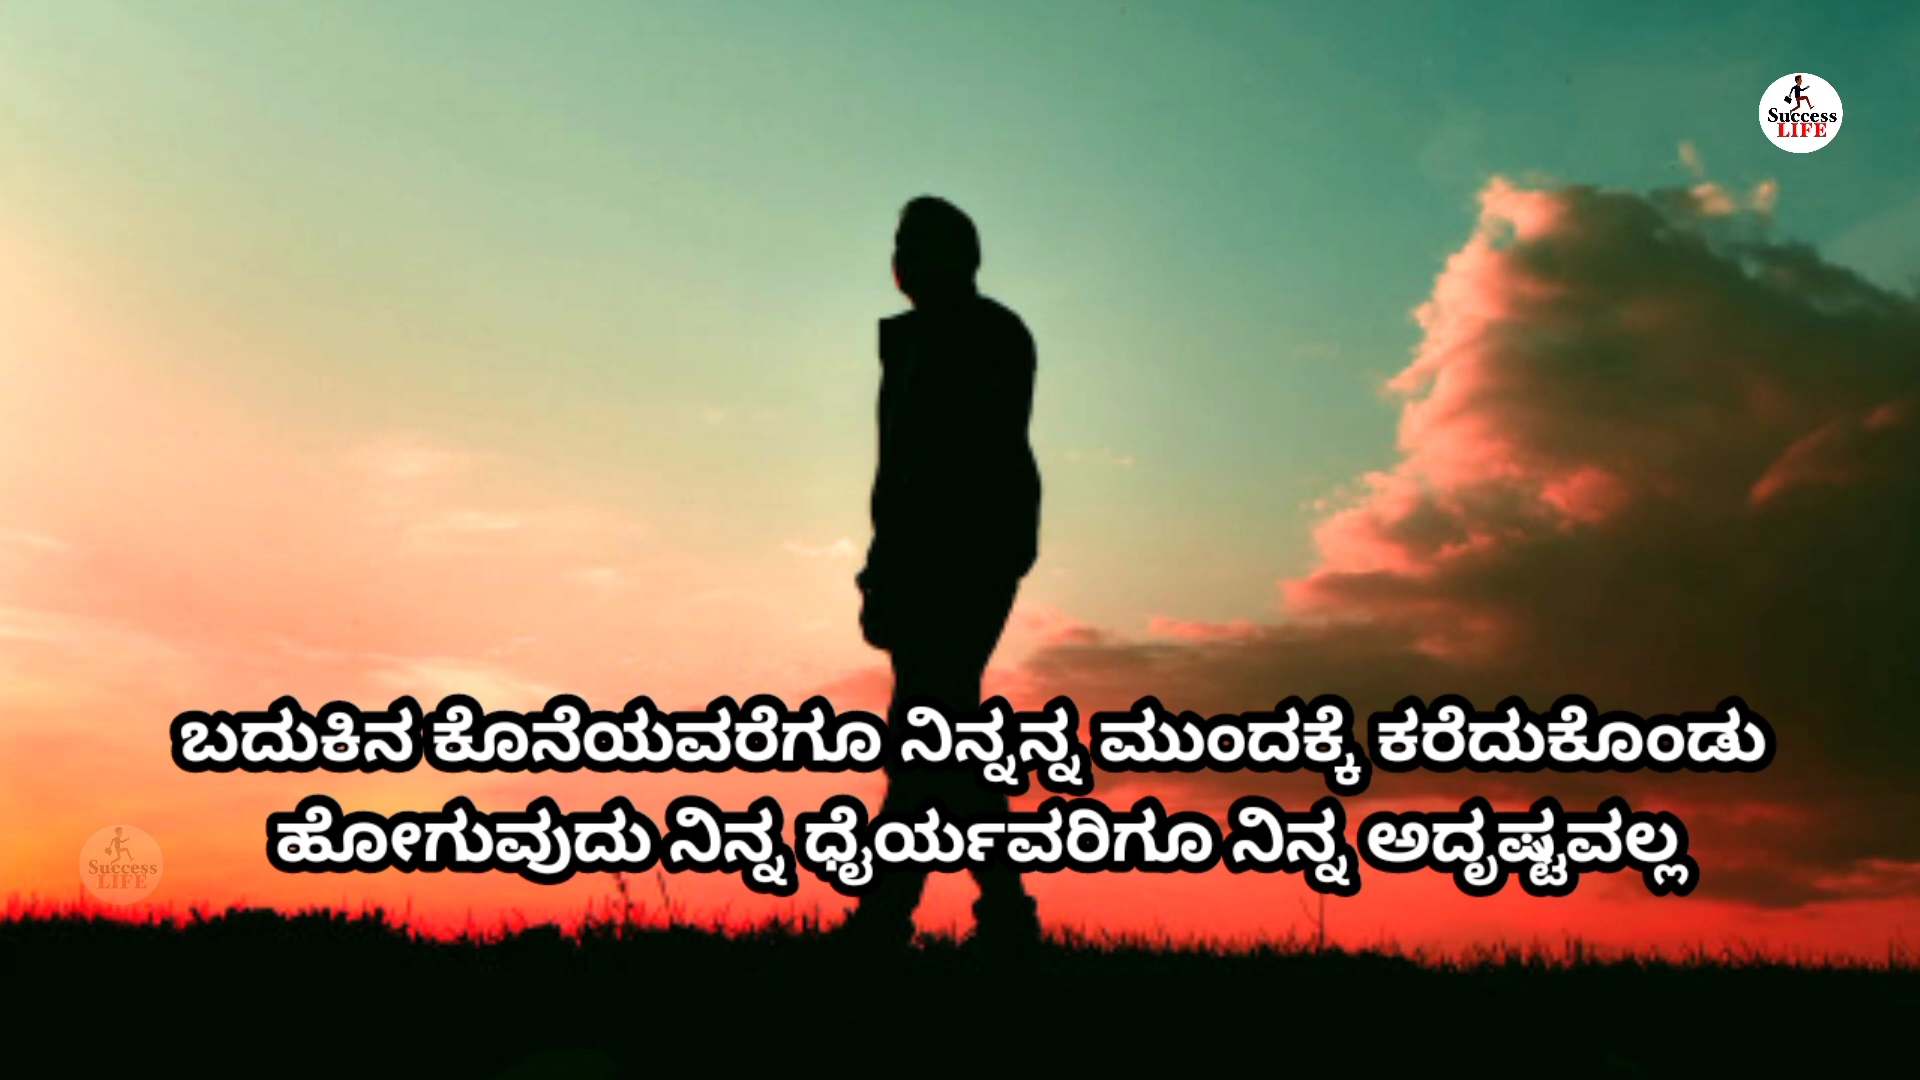 Success
LIFE
ಬದುಕಿನ ಕೊನೆಯವರೆಗೂ ನಿನ್ನನ್ನ ಮುಂದಕ್ಕೆ ಕರೆದುಕೊಂಡು
ಹೋಗುವುದು ನಿನ್ನ ಧೈರ್ಯವರಿಗೂ ನಿನ್ನ ಅದೃಷ್ಟವಲ್ಲ
Success
LIFE